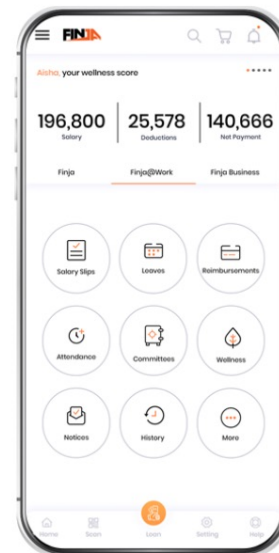 FINJA
Aisha, your wellness score
196,800 25,578 140,666
Salary Deductions Net Payment
Finja Finja@Work Finja Business
Salary Slips Leaves Reimbursements
Attendance Committees Wellness
Notices History More
Home Scan Loan Setting Help